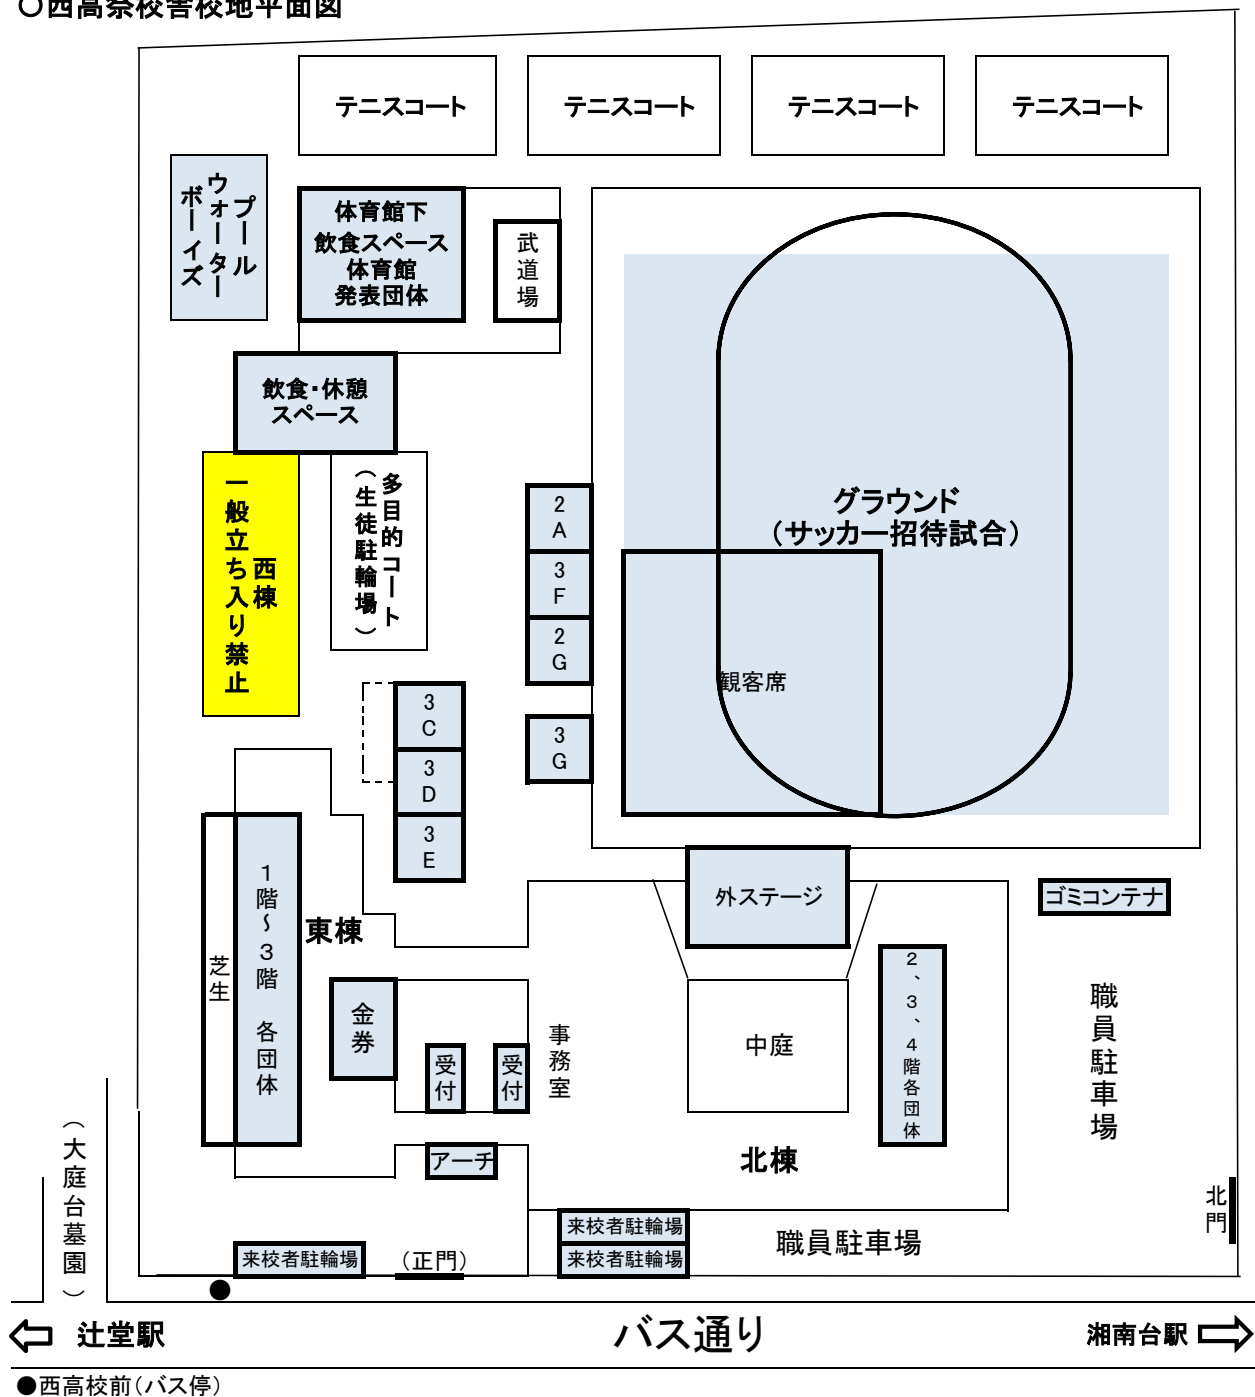 ○西高祭校舎校地平面図
テニスコート
テニスコート
テニスコート
テニスコート
プール
ウォーター
ボーイズ
体育館下
飲食スペース
体育館
発表団体
武道場
飲食・休憩
スペース
西棟
一般立ち入り禁止
多目的コート
（生徒駐輪場）
2A
3F
2G
3G
グラウンド
（サッカー招待試合）
観客席
3C
3D
3E
外ステージ
ゴミコンテナ
1階～3階 各団体
芝生
東棟
金券
受付
受付
事務室
中庭
2、3、4階各団体
職員駐車場
アーチ
北棟
北門
来校者駐輪場
（正門）
来校者駐輪場
来校者駐輪場
職員駐車場
（大庭台墓園）
辻堂駅
バス通り
湘南台駅
●西高校前（バス停）